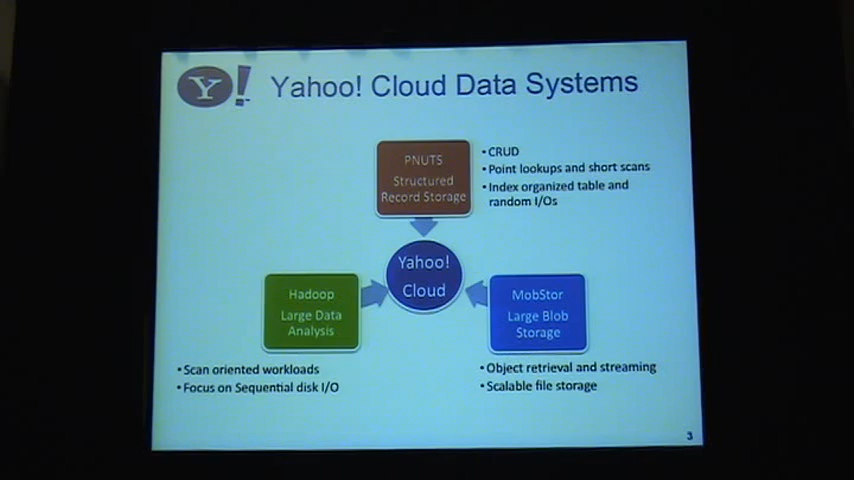 Y!
Yahoo! Cloud Data Systems
PNUTS
Structured
Record Storage
• CRUD
• Point lookups and short scans
• Index organized table and
random I/Os
Yahoo!
Cloud
Hadoop
Large Data
Analysis
MobStor
Large Blob
Storage
• Scan oriented workloads
• Focus on Sequential disk I/O
• Object retrieval and streaming
• Scalable file storage
3